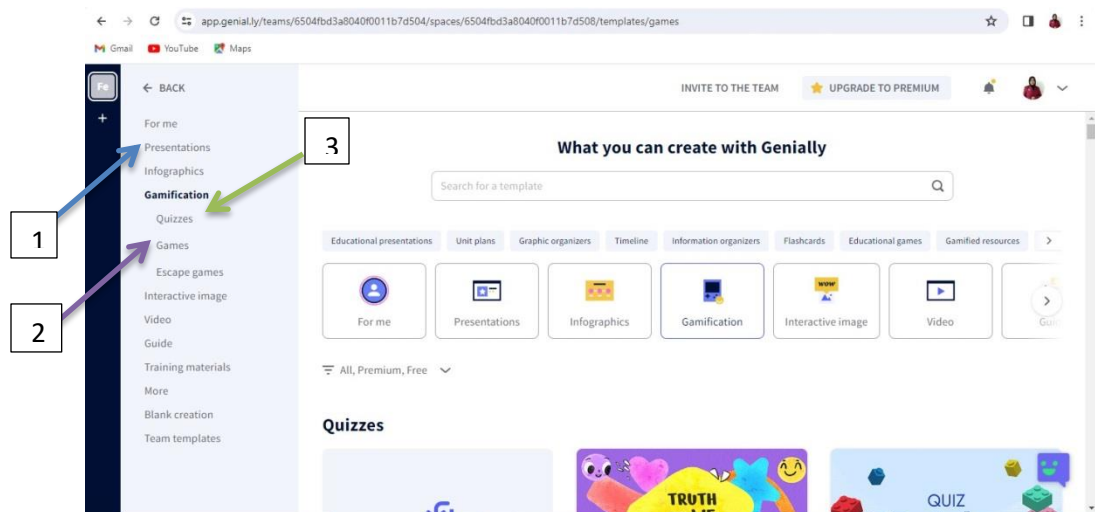 app.genial.ly/teams/6504fbd3a8040f0011b7d504/spaces/6504fbd3a8040f0011b7d508/templates/games
Gmail YouTube Maps
Fe
← BACK
INVITE TO THE TEAM UPGRADE TO PREMIUM
+
For me
Presentations
Infographics
Gamification
Quizzes
Games
Escape games
Interactive image
Video
Guide
Training materials
More
Blank creation
Team templates
1
2
3
What you can create with Genially
Search for a template
Educational presentations Unit plans Graphic organizers Timeline Information organizers Flashcards Educational games Gamified resources
WOW
For me Presentations Infographics Gamification Interactive image Video
All, Premium, Free
Quizzes
TRUTH
QUIZ